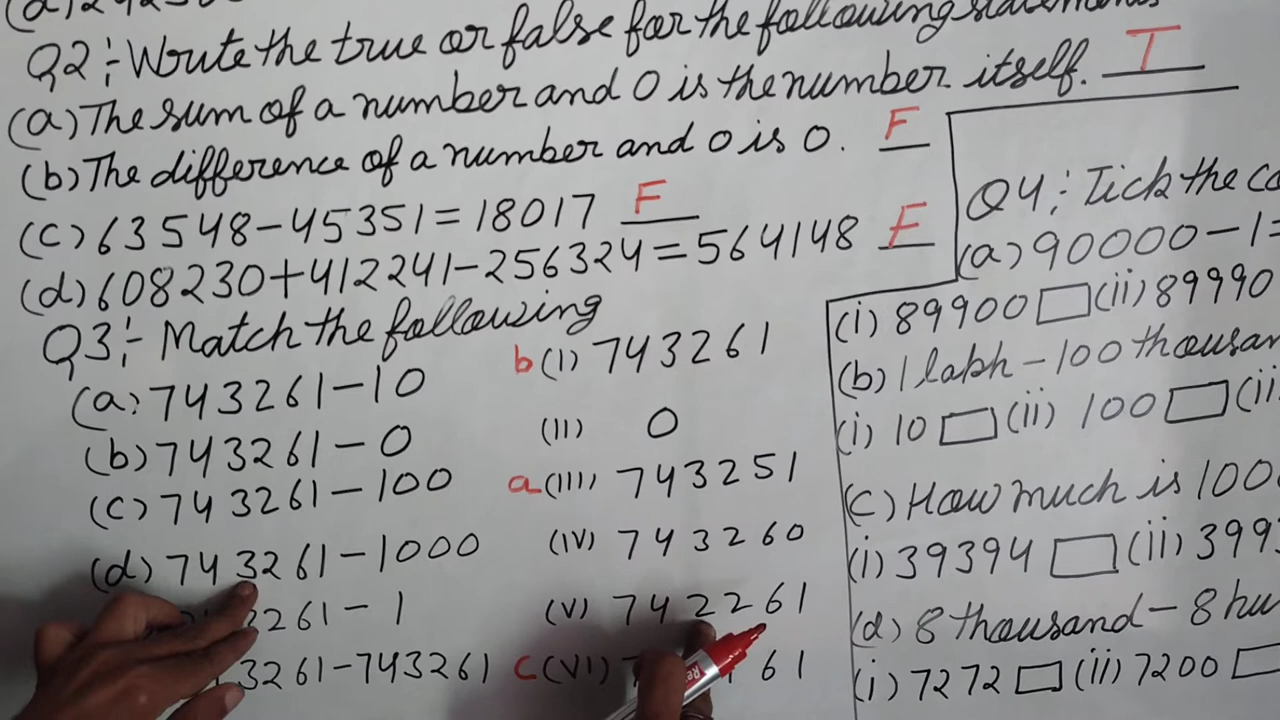 Q2:- Write the true or false for the following statements
(a) The sum of a number and 0 is the number itself. T
(b) The difference of a number and 0 is 0. F
(c) 63548-45351=18017 F
(d) 608230+412241-256324=564148 F
Q3:- Match the following
(a) 743261-10 b (I) 743261
(b) 743261-0 (II) 0
(c) 743261-100 a (III) 743251
(d) 743261-1000 (IV) 743260
3261-1 (V) 742261
3261-743261 c (VI) 7 61
Q4: Tick the
(a) 90000-1=
(i) 89900 (ii) 89990
(b) 1 lakh-100
(i) 10 (ii) 100 (ii
(c) How much is 100
(i) 39394 (ii) 399
(d) 8 thousand-8
(i) 7272 (ii) 7200